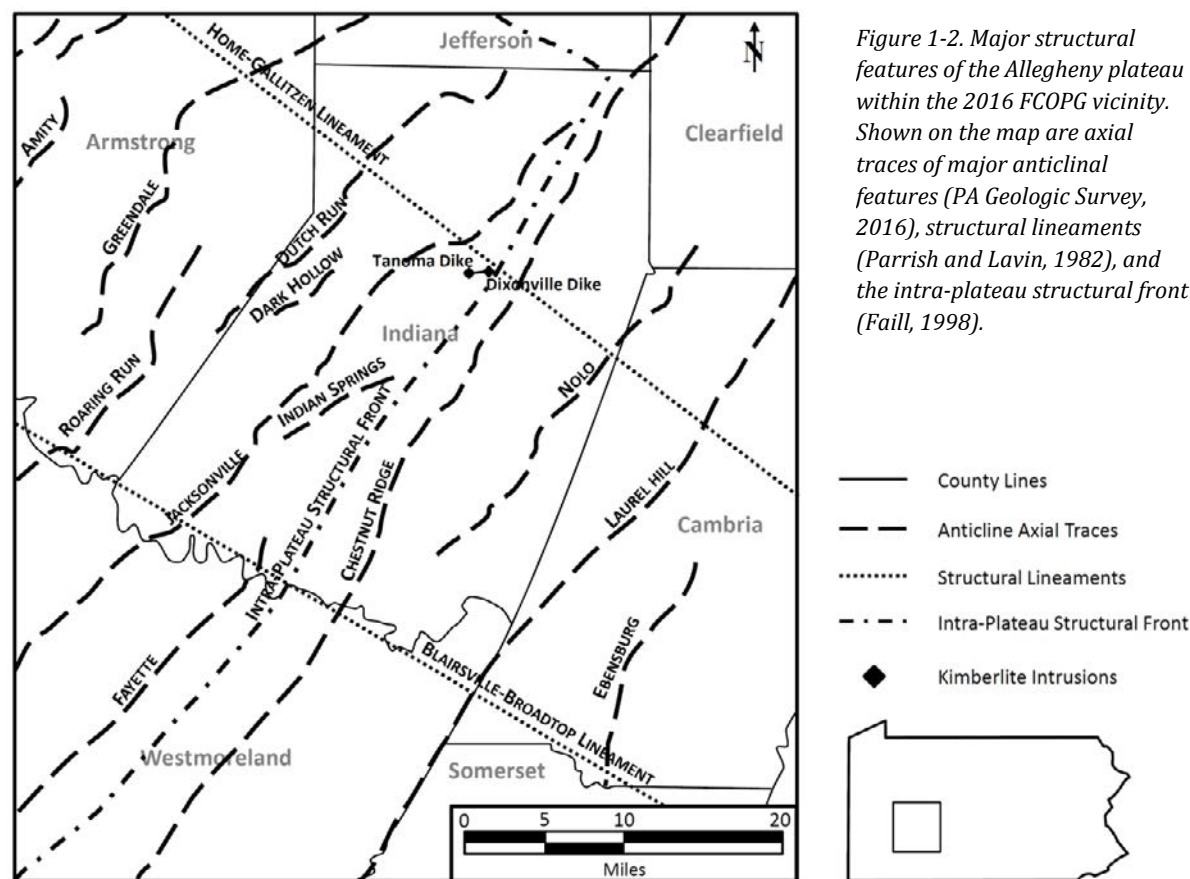 Jefferson
N
HOME-GALLITZEN LINEAMENT
Clearfield
AMITY
Armstrong
GREENDALE
DUTCH RUN
DARK HOLLOW
Tanoma Dike
Dixonville Dike
Indiana
ROARING RUN
INDIAN SPRINGS
NOLO
JACKSONVILLE
INTRA-PLATEAU STRUCTURAL FRONT
CHESTNUT RIDGE
LAUREL HILL
Cambria
FAYETTE
EBENSBURG
BLAIRSVILLE-BROADTOP LINEAMENT
Westmoreland
Somerset
0 5 10 20
Miles
Figure 1-2. Major structural
features of the Allegheny plateau
within the 2016 FCOPG vicinity.
Shown on the map are axial
traces of major anticlinal
features (PA Geologic Survey,
2016), structural lineaments
(Parrish and Lavin, 1982), and
the intra-plateau structural front
(Faill, 1998).
County Lines
Anticline Axial Traces
Structural Lineaments
Intra-Plateau Structural Front
Kimberlite Intrusions